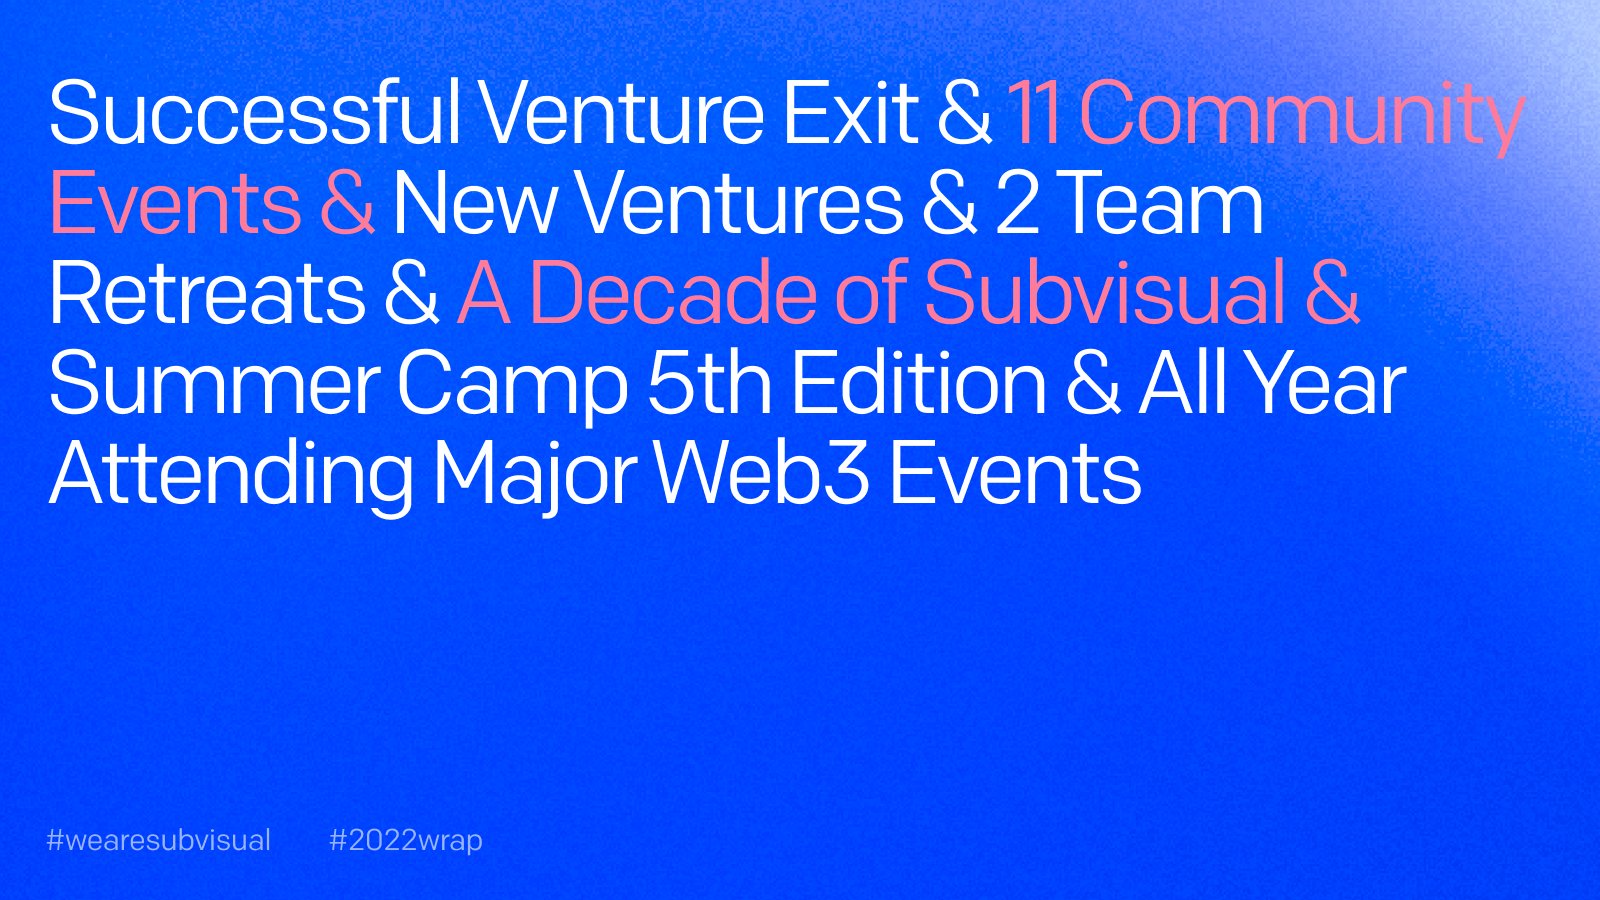 Successful Venture Exit & 11 Community
Events & New Ventures & 2 Team
Retreats & A Decade of Subvisual &
Summer Camp 5th Edition & All Year
Attending Major Web3 Events
#wearesubvisual #2022wrap